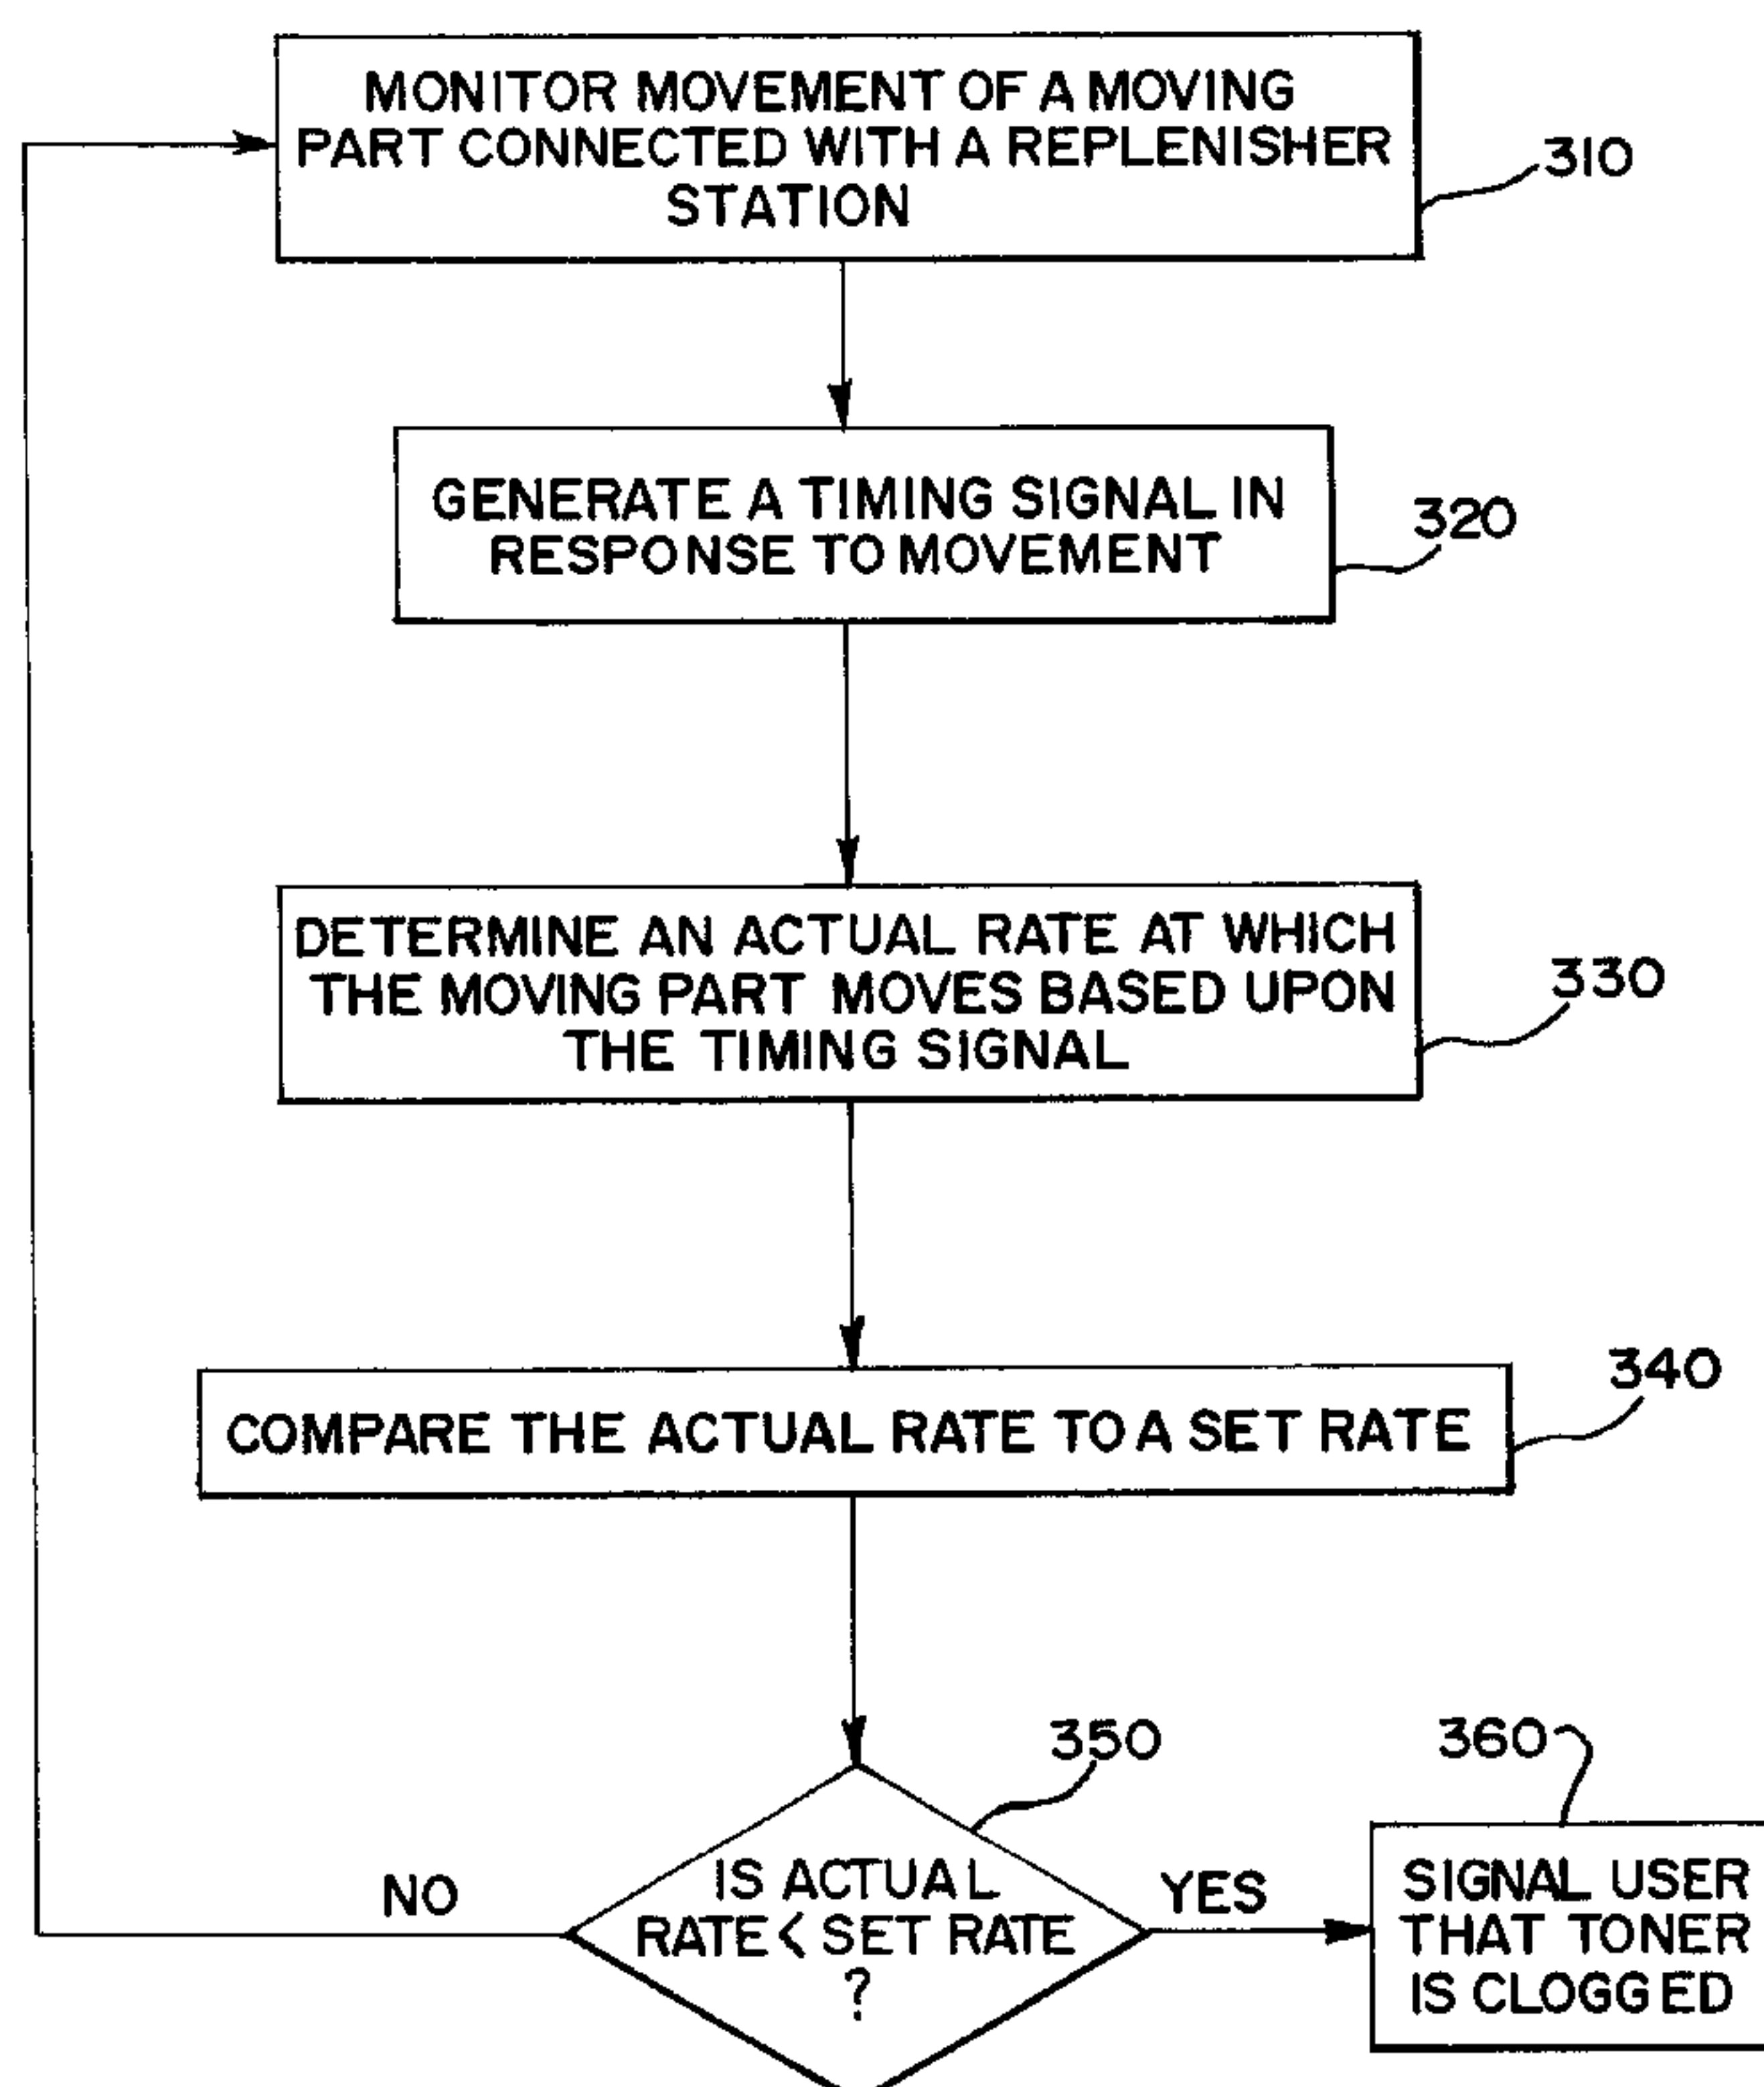 MONITOR MOVEMENT OF A MOVING
PART CONNECTED WITH A REPLENISHER
STATION
310
GENERATE A TIMING SIGNAL IN
RESPONSE TO MOVEMENT
320
DETERMINE AN ACTUAL RATE AT WHICH
THE MOVING PART MOVES BASED UPON
THE TIMING SIGNAL
330
COMPARE THE ACTUAL RATE TO A SET RATE
340
350
360
NO
IS ACTUAL
RATE < SET RATE
?
YES
SIGNAL USER
THAT TONER
IS CLOGGED